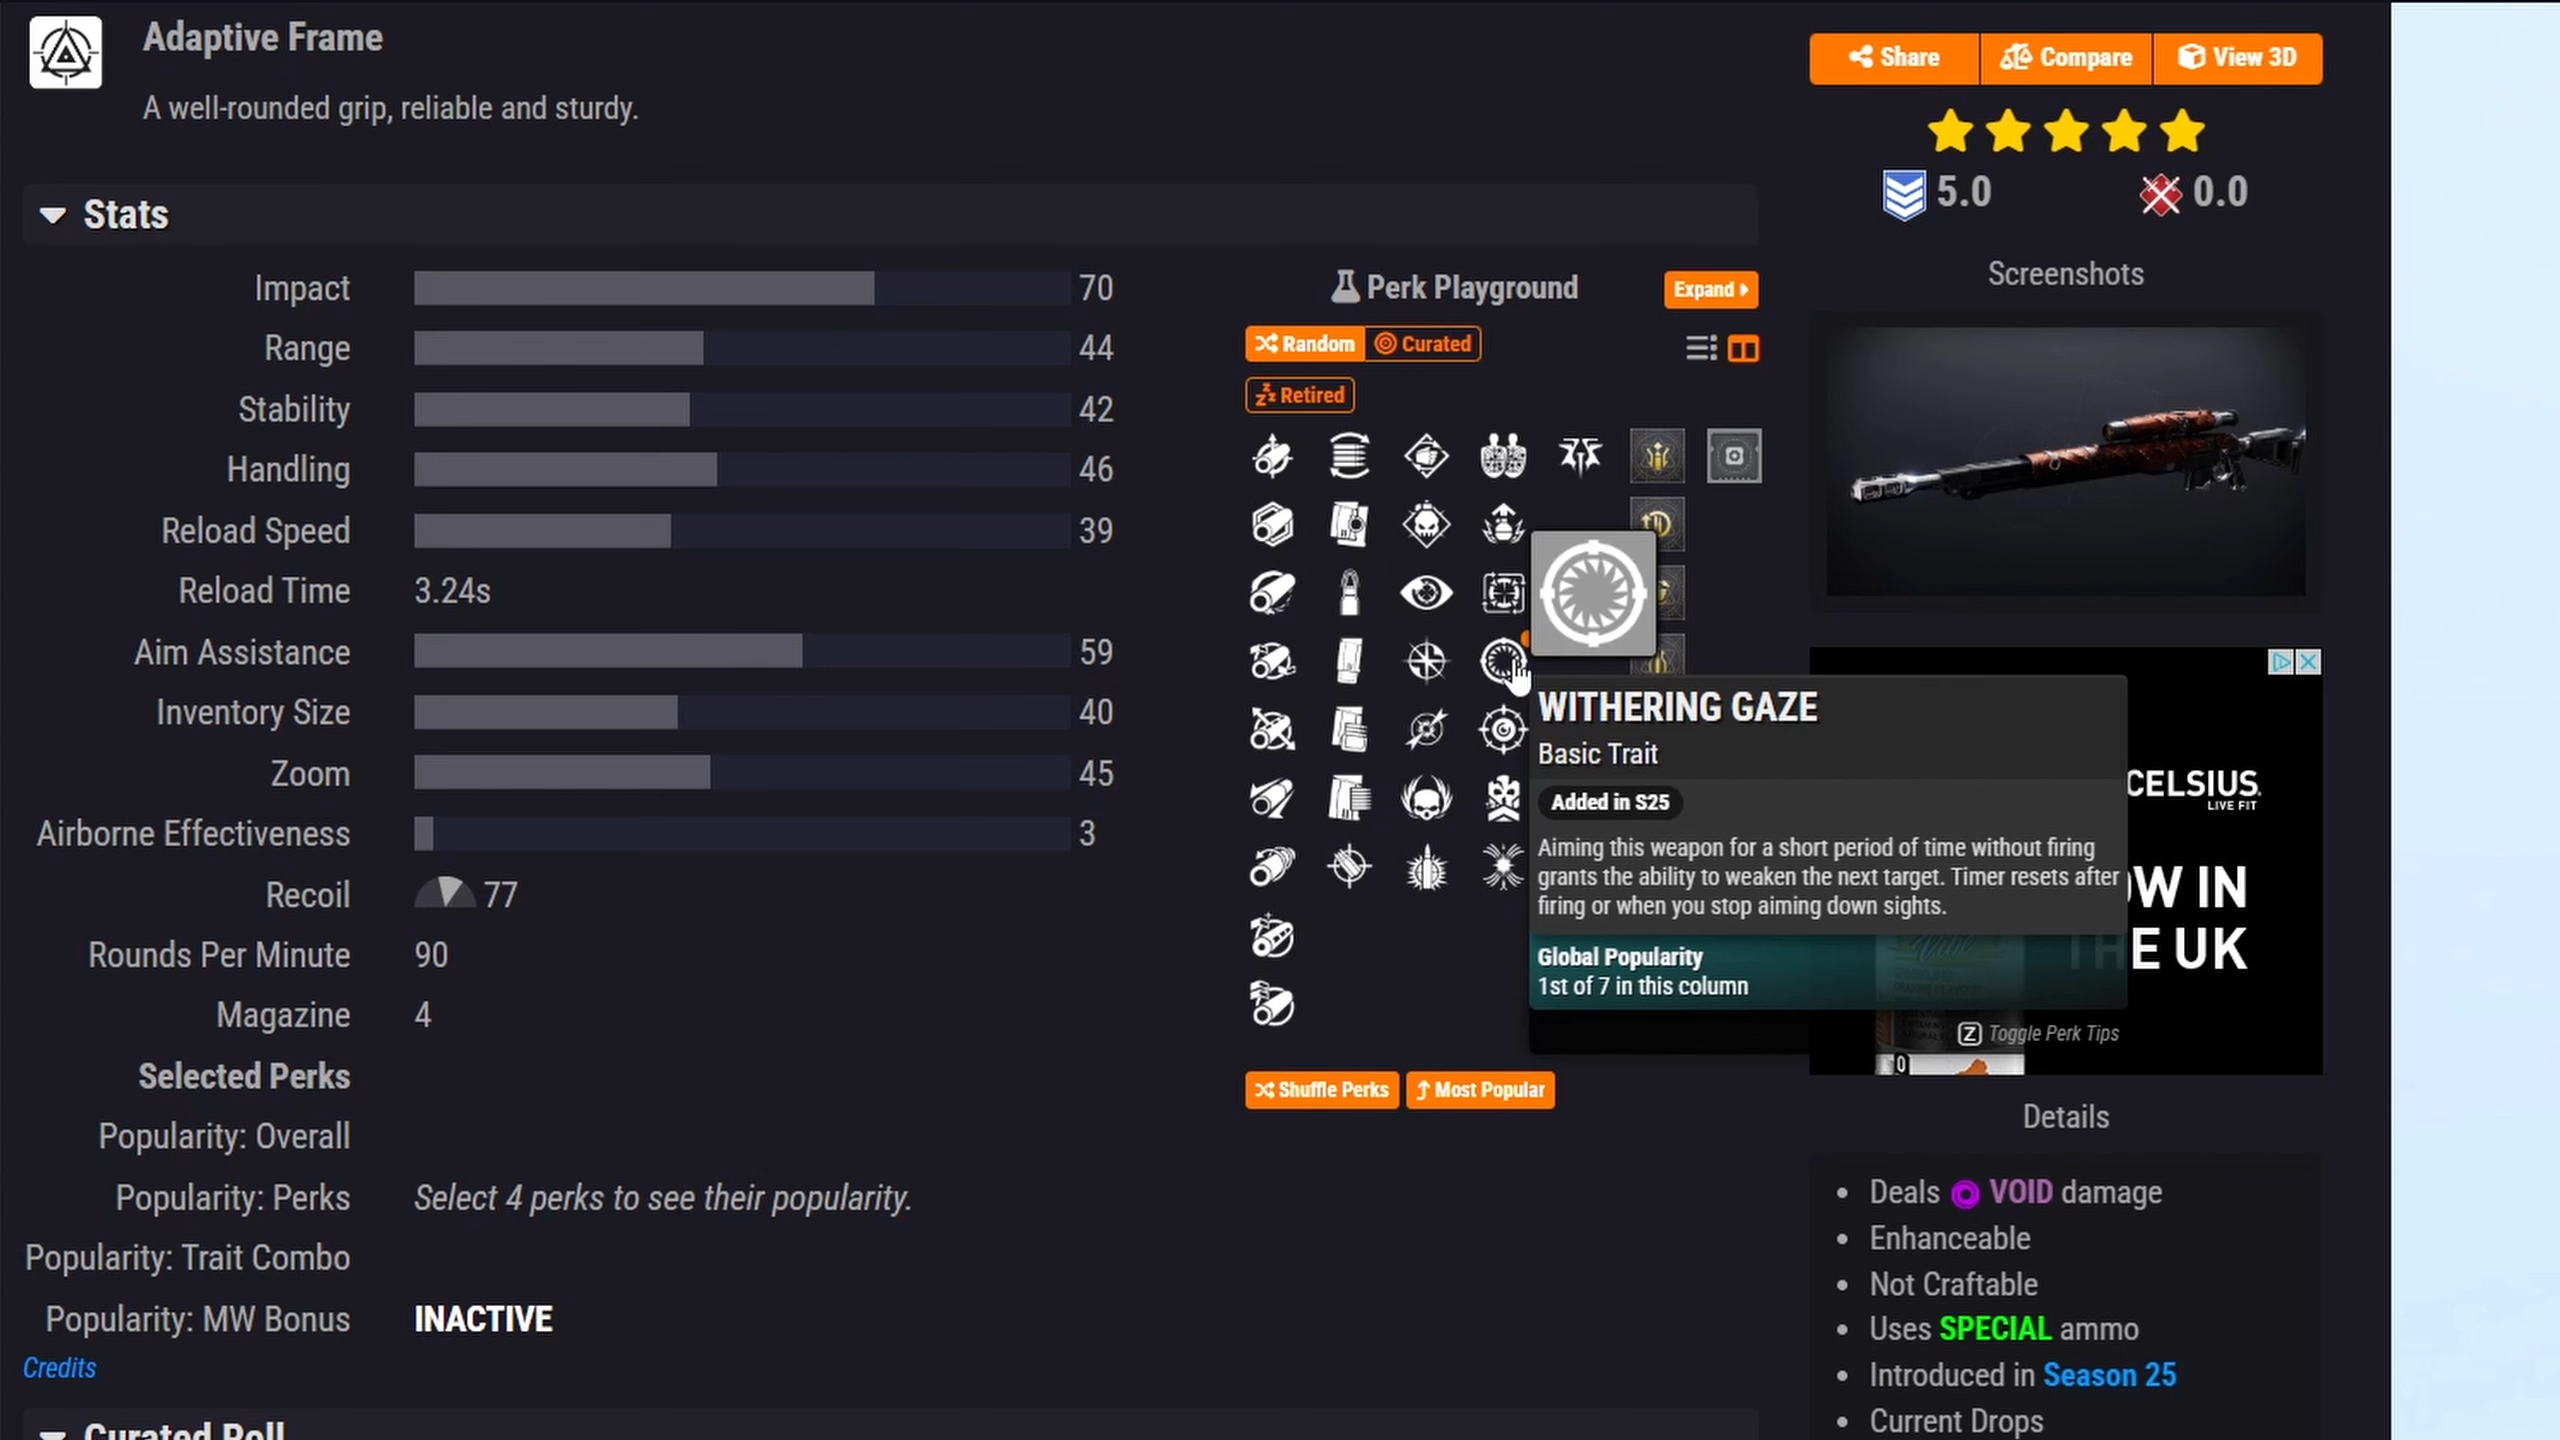 Adaptive Frame
A well-rounded grip, reliable and sturdy.
Share
Compare
View 3D
5.0
0.0
Stats
Impact 70
Range 44
Stability 42
Handling 46
Reload Speed 39
Reload Time 3.24s
Aim Assistance 59
Inventory Size 40
Zoom 45
Airborne Effectiveness 3
Recoil 77
Rounds Per Minute 90
Magazine 4
Selected Perks
Popularity: Overall
Popularity: Perks Select 4 perks to see their popularity.
Popularity: Trait Combo
Popularity: MW Bonus INACTIVE
Credits
Perk Playground
Expand
Random
Curated
Retired
WITHERING GAZE
Basic Trait
Added in S25
Aiming this weapon for a short period of time without firing
grants the ability to weaken the next target. Timer resets after
firing or when you stop aiming down sights.
Global Popularity
1st of 7 in this column
Z Toggle Perk Tips
Shuffle Perks
Most Popular
Screenshots
CELSIUS
LIVE FIT
OW IN
THE UK
Details
Deals VOID damage
Enhanceable
Not Craftable
Uses SPECIAL ammo
Introduced in Season 25
Current Drops
Curated Roll